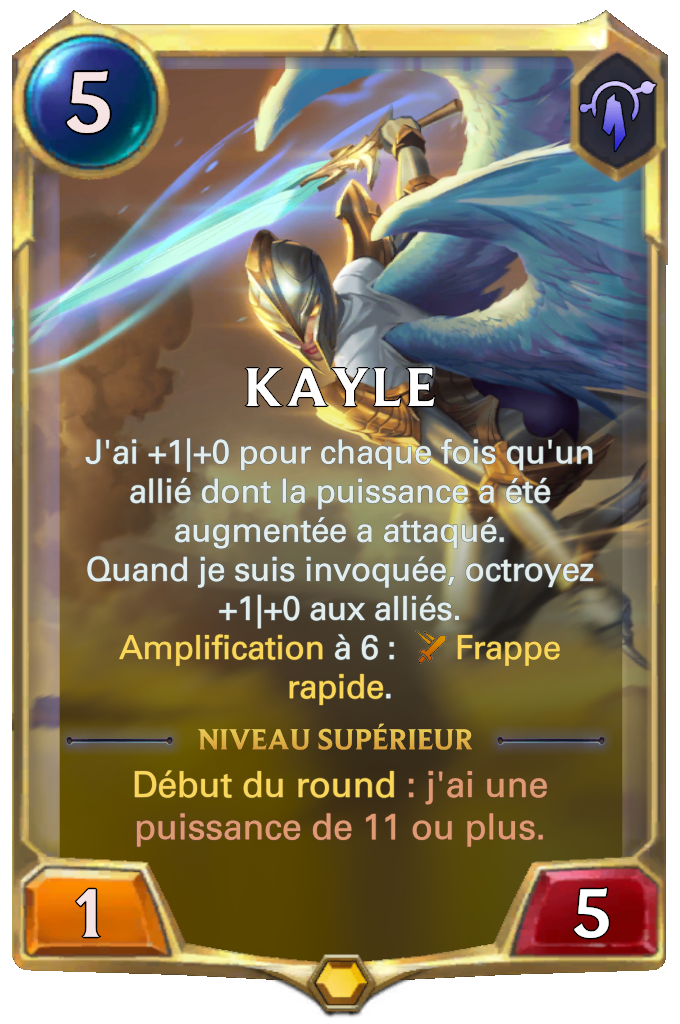 5
KAYLE
J'ai +1|+0 pour chaque fois qu'un
allié dont la puissance a été
augmentée a attaqué.
Quand je suis invoquée, octroyez
+1|+0 aux alliés.
Amplification à 6 : Frappe
rapide.
NIVEAU SUPÉRIEUR
Début du round : j'ai une
puissance de 11 ou plus.
1
5